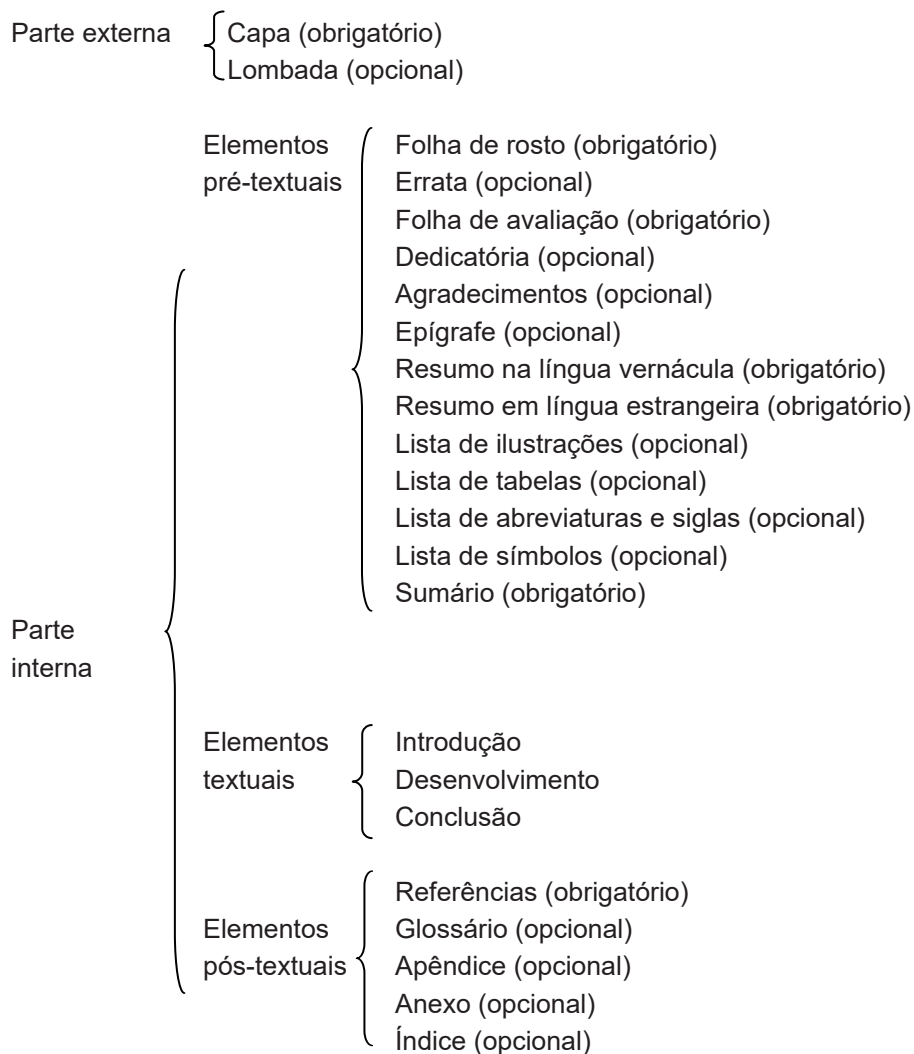 Parte externa Capa (obrigatório)
Lombada (opcional)
Elementos Folha de rosto (obrigatório)
pré-textuais Errata (opcional)
Folha de avaliação (obrigatório)
Dedicatória (opcional)
Agradecimentos (opcional)
Epígrafe (opcional)
Resumo na língua vernácula (obrigatório)
Resumo em língua estrangeira (obrigatório)
Lista de ilustrações (opcional)
Lista de tabelas (opcional)
Lista de abreviaturas e siglas (opcional)
Lista de símbolos (opcional)
Sumário (obrigatório)
Parte
interna
Elementos Introdução
textuais Desenvolvimento
Conclusão
Referências (obrigatório)
Elementos Glossário (opcional)
pós-textuais Apêndice (opcional)
Anexo (opcional)
Índice (opcional)